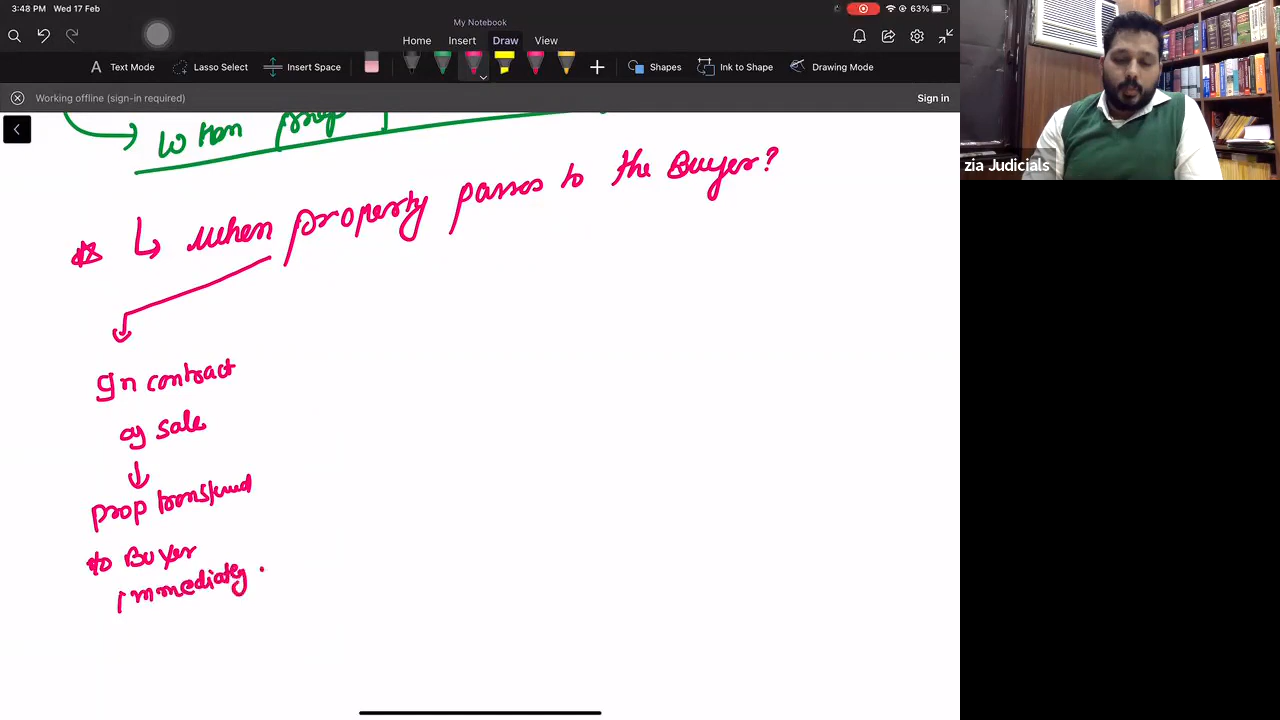 3:48 PM Wed 17 Feb
63%
My Notebook
Home Insert Draw View
Text Mode Lasso Select Insert Space Shapes Ink to Shape Drawing Mode
Working offline (sign-in required) Sign in
When prop
zia Judicials
When property passes to the Buyer?
In contract
of sale
prop transferred
to Buyer
immediately.